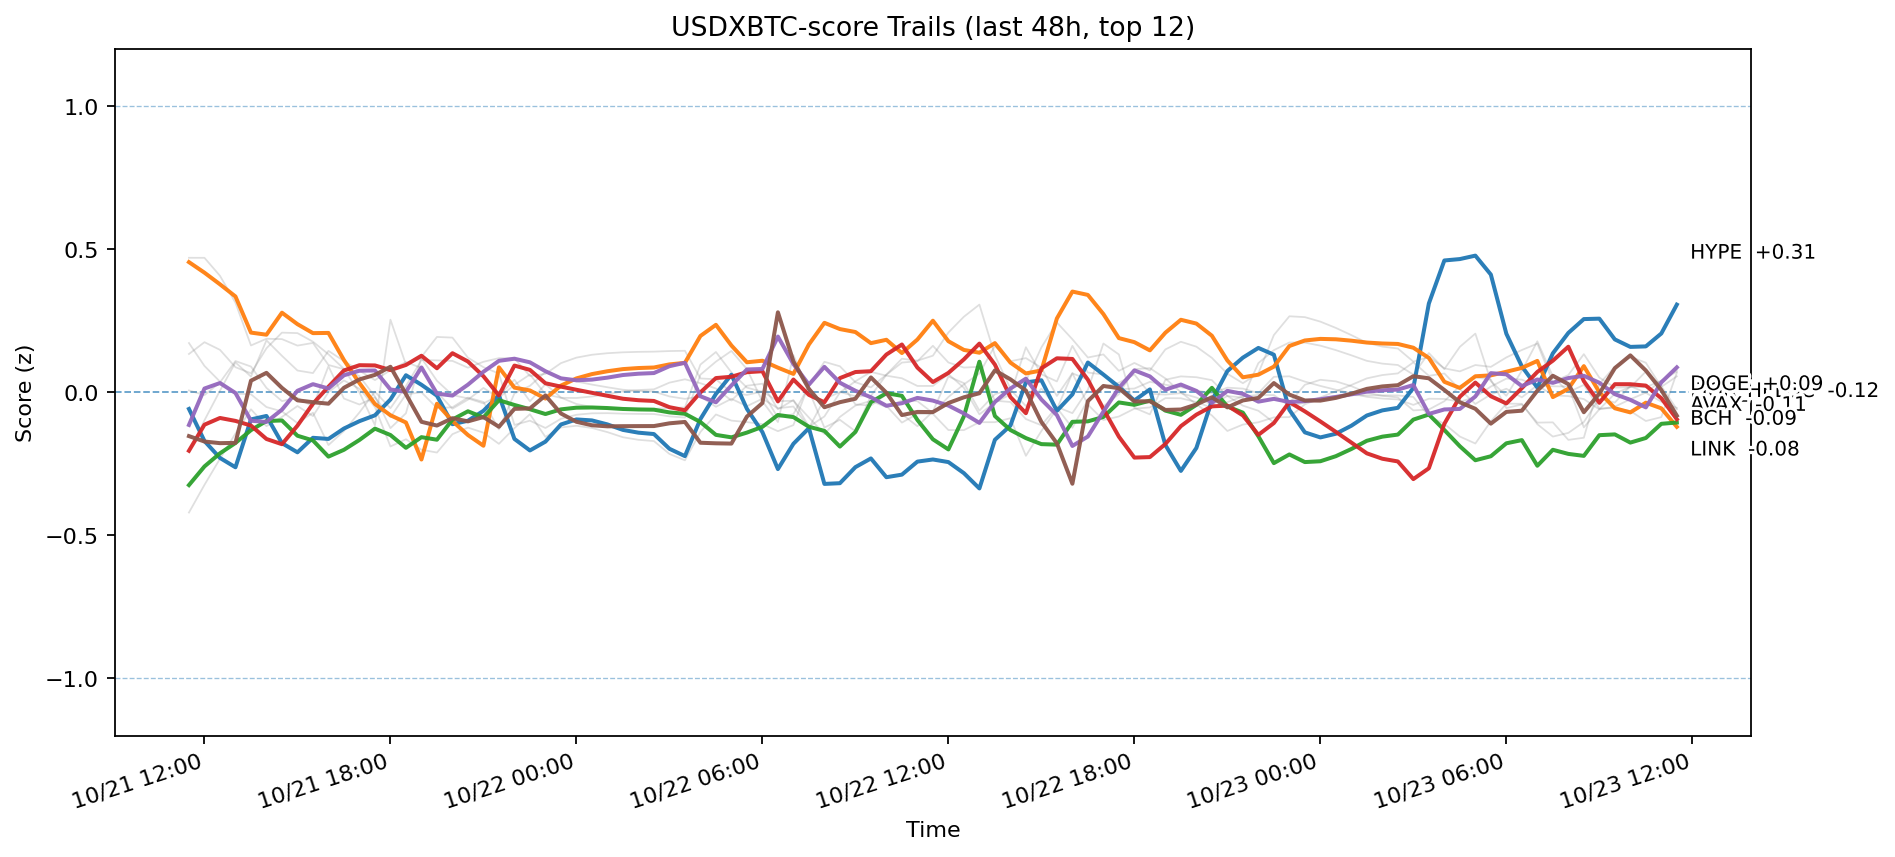 USDXBTC-score Trails (last 48h, top 12)
Score (z)
1.0
0.5
0.0
−0.5
−1.0
HYPE +0.31
DOGE +0.09
-0.12
AVAX -0.11
BCH -0.09
LINK -0.08
10/21 12:00
10/21 18:00
10/22 00:00
10/22 06:00
10/22 12:00
10/22 18:00
10/23 00:00
10/23 06:00
10/23 12:00
Time